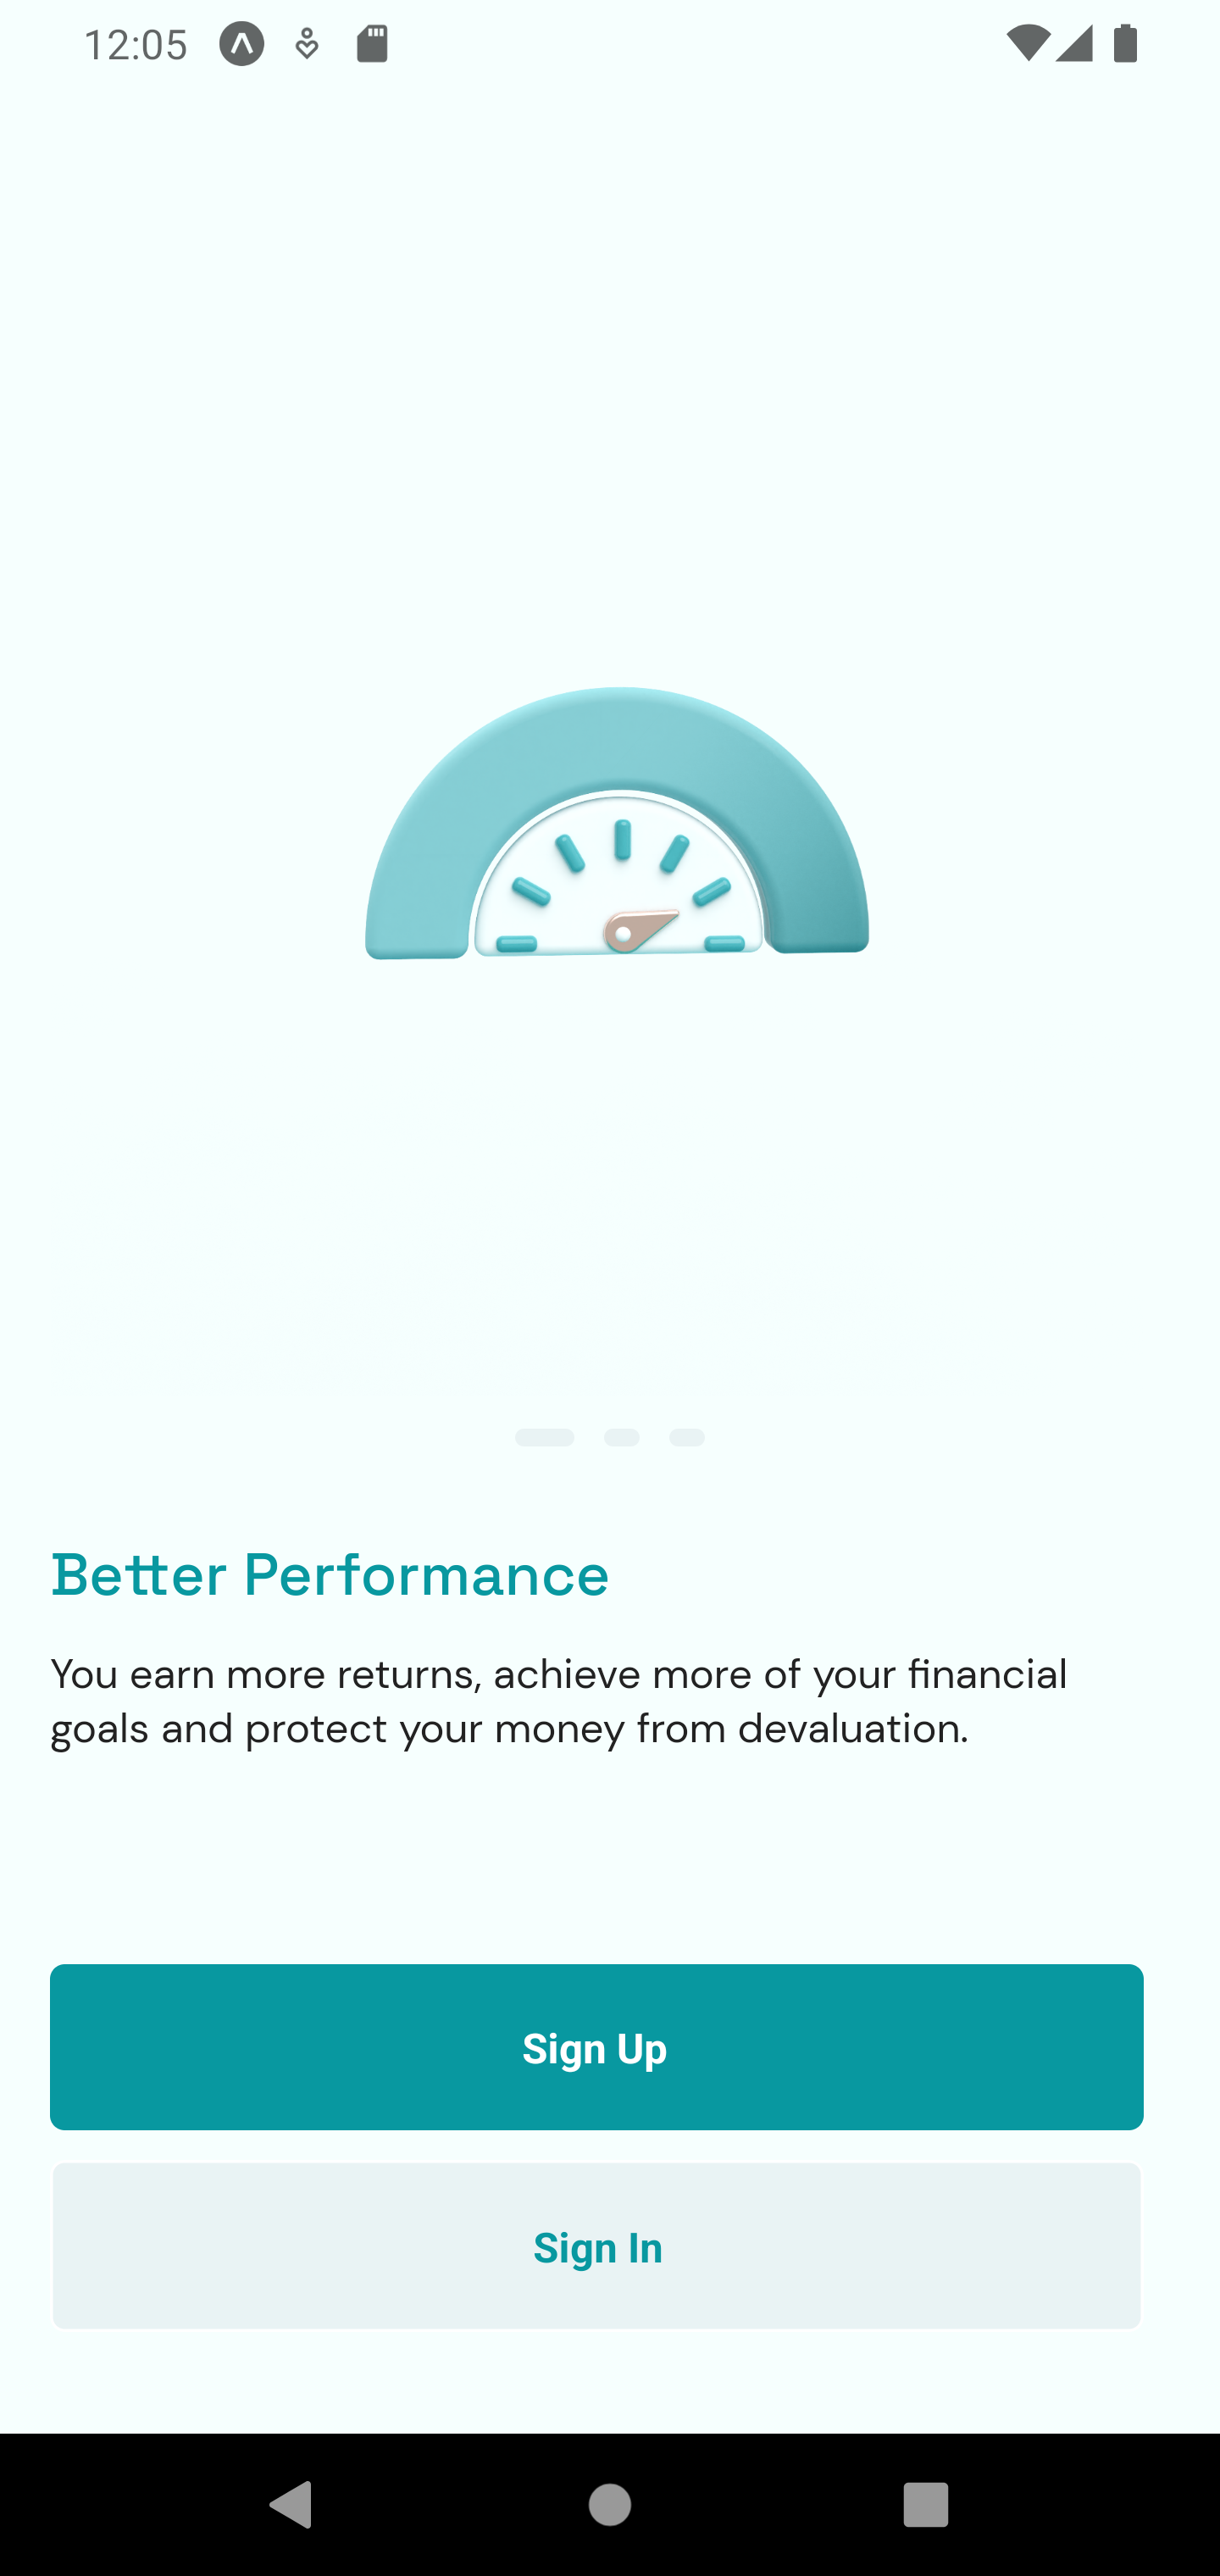 12:05
Better Performance
You earn more returns, achieve more of your financial
goals and protect your money from devaluation.
Sign Up
Sign In